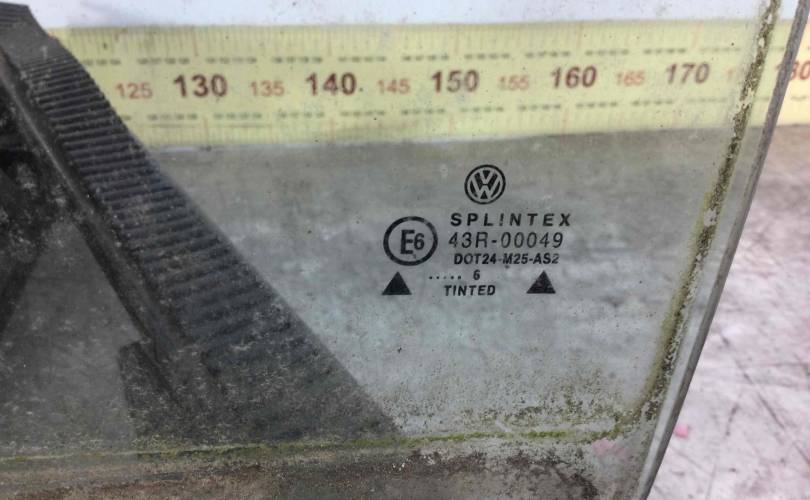 125 130 135 140 145 150 155 160 165 170
VW
SPLINTEX
E6 43R-00049
DOT24-M25-AS2
..... 6
TINTED